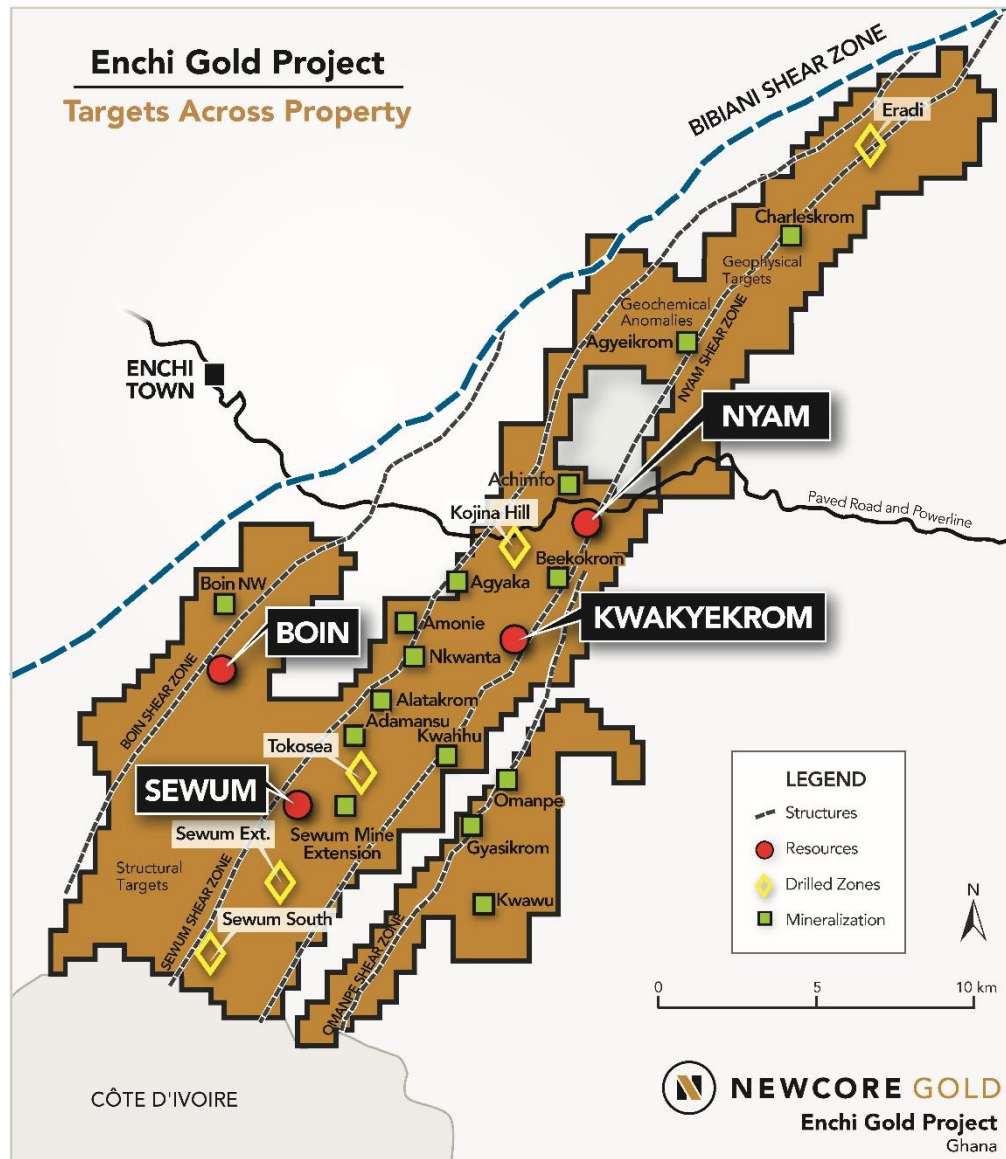 Enchi Gold Project
Targets Across Property
BIBIANI SHEAR ZONE
Eradi
Charleskrom
Geophysical
Targets
Geochemical
Anomalies
Agyeikrom
NYAM SHEAR ZONE
ENCHI
TOWN
NYAM
Achimfo
Paved Road and Powerline
Kojina Hill
Beekokrom
Agyaka
Boin NW
BOIN
Amonie
KWAKYEKROM
Nkwanta
BOIN SHEAR ZONE
Alatakrom
Adamansu
Kwahhu
Tokosea
SEWUM
Omanpe
Sewum Mine
Extension
Gyasikrom
Sewum Ext.
Structural
Targets
Kwawu
Sewum South
SEWUM SHEAR ZONE
OMANPE SHEAR ZONE
LEGEND
Structures
Resources
Drilled Zones
Mineralization
N
0 5 10 km
CÔTE D'IVOIRE
N NEWCORE GOLD
Enchi Gold Project
Ghana